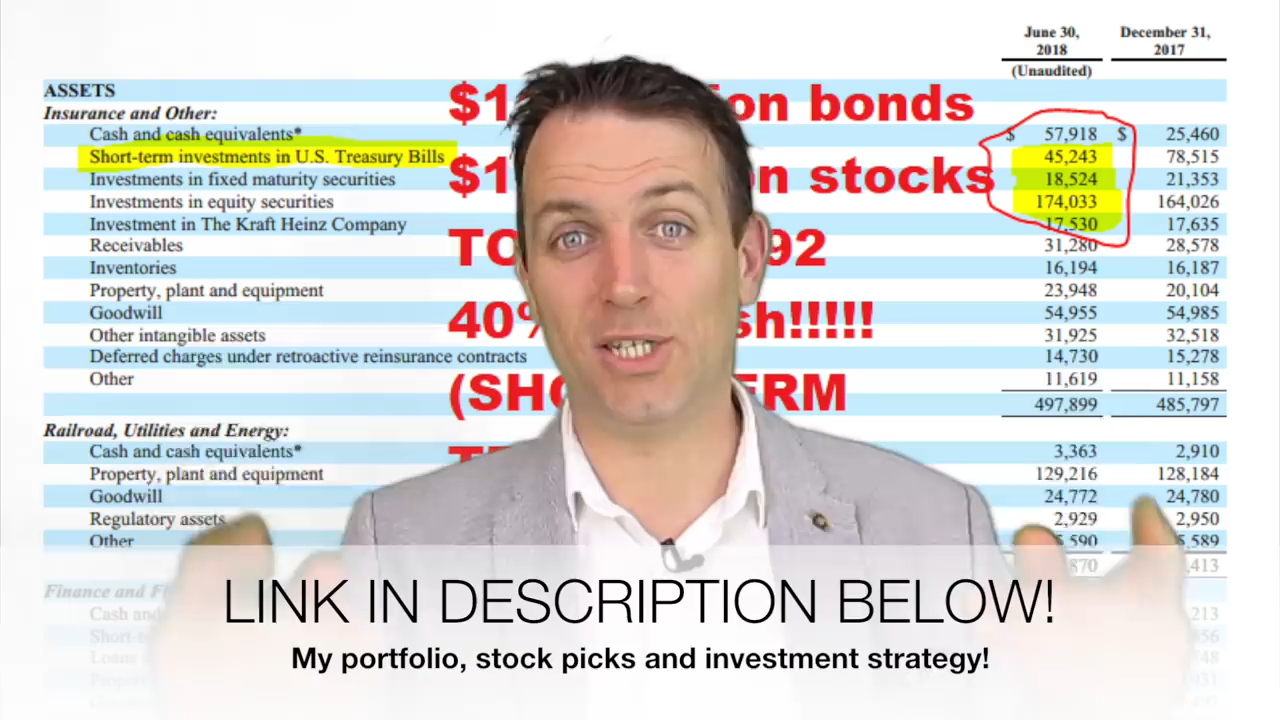 June 30, December 31,
2018 2017
(Unaudited)
ASSETS
Insurance and Other:
Cash and cash equivalents* $ 57,918 $ 25,460
Short-term investments in U.S. Treasury Bills 45,243 78,515
Investments in fixed maturity securities 18,524 21,353
Investments in equity securities 174,033 164,026
Investment in The Kraft Heinz Company 17,530 17,635
Receivables 31,280 28,578
Inventories 16,194 16,187
Property, plant and equipment 23,948 20,104
Goodwill 54,955 54,985
Other intangible assets 31,925 32,518
Deferred charges under retroactive reinsurance contracts 14,730 15,278
Other 11,619 11,158
497,899 485,797
Railroad, Utilities and Energy:
Cash and cash equivalents* 3,363 2,910
Property, plant and equipment 129,216 128,184
Goodwill 24,772 24,780
Regulatory assets 2,929 2,950
Other
bonds
stocks
40%
LINK IN DESCRIPTION BELOW!
My portfolio, stock picks and investment strategy!